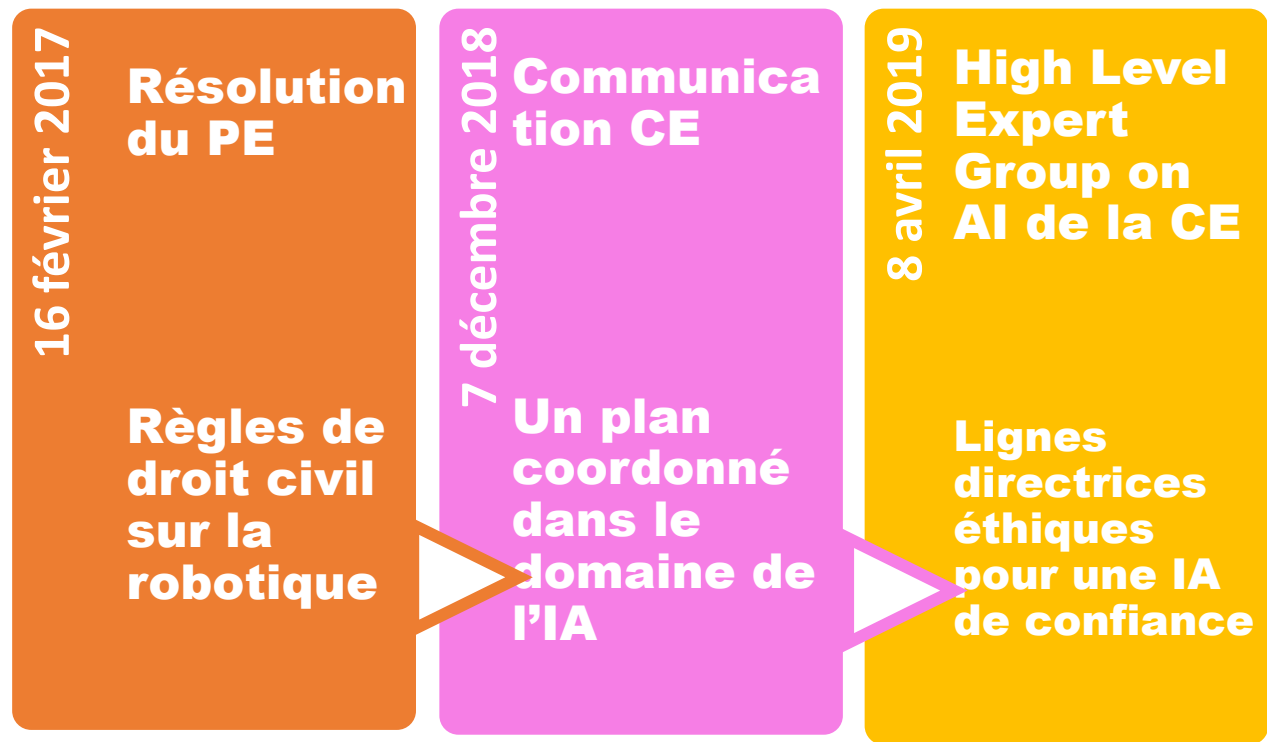 16 février 2017
Résolution
du PE
Règles de
droit civil
sur la
robotique
7 décembre 2018
Communica
tion CE
Un plan
coordonné
dans le
domaine de
l’IA
8 avril 2019
High Level
Expert
Group on
AI de la CE
Lignes
directrices
éthiques
pour une IA
de confiance